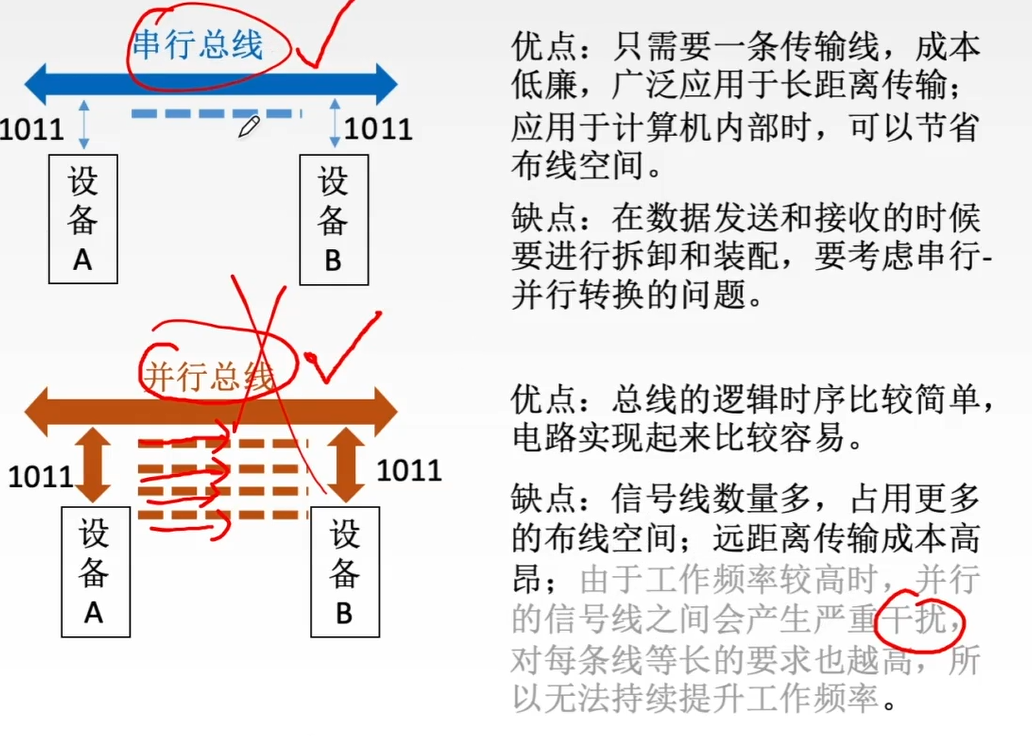 串行总线
1011
1011
设
备
A
设
备
B
优点：只需要一条传输线，成本
低廉，广泛应用于长距离传输；
应用于计算机内部时，可以节省
布线空间。
缺点：在数据发送和接收的时候
要进行拆卸和装配，要考虑串行-
并行转换的问题。
并行总线
1011
1011
设
备
A
设
备
B
优点：总线的逻辑时序比较简单，
电路实现起来比较容易。
缺点：信号线数量多，占用更多
的布线空间；远距离传输成本高
昂；由于工作频率较高时，并行
的信号线之间会产生严重干扰，
对每条线等长的要求也越高，所
以无法持续提升工作频率。